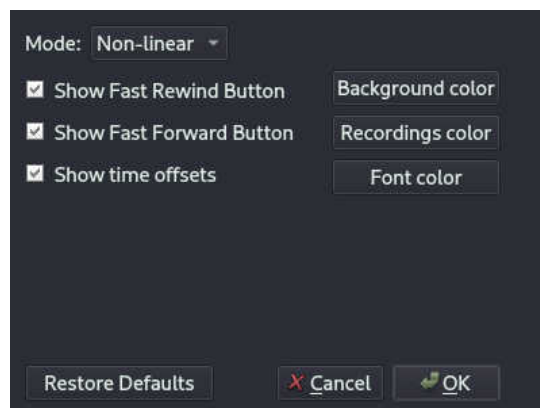 Mode: Non-linear
Show Fast Rewind Button Background color
Show Fast Forward Button Recordings color
Show time offsets Font color
Restore Defaults Cancel OK